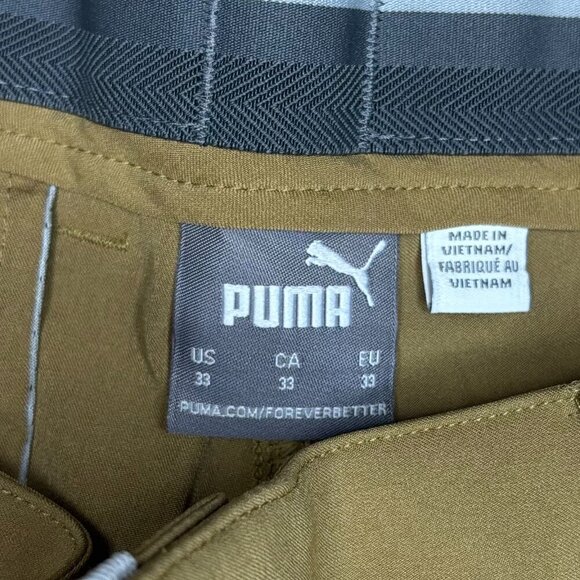 PUMA
US CA EU
33 33 33
PUMA.COM/FOREVERBETTER
MADE IN
VIETNAM/
FABRIQUÉ AU
VIETNAM